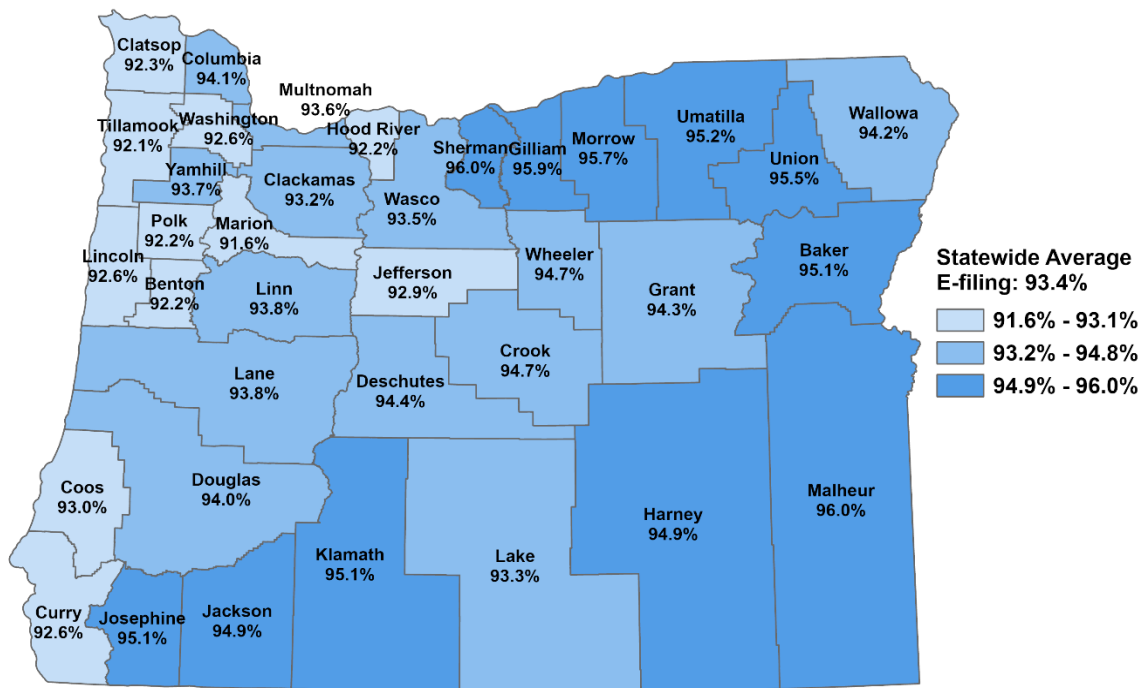 Clatsop
92.3%
Columbia
94.1%
Multnomah
93.6%
Tillamook
92.1%
Washington
92.6%
Hood River
92.2%
Sherman
96.0%
Gilliam
95.9%
Morrow
95.7%
Umatilla
95.2%
Union
95.5%
Wallowa
94.2%
Yamhill
93.7%
Clackamas
93.2%
Wasco
93.5%
Polk
92.2%
Marion
91.6%
Lincoln
92.6%
Benton
92.2%
Linn
93.8%
Jefferson
92.9%
Wheeler
94.7%
Grant
94.3%
Baker
95.1%
Lane
93.8%
Deschutes
94.4%
Crook
94.7%
Coos
93.0%
Douglas
94.0%
Klamath
95.1%
Lake
93.3%
Harney
94.9%
Malheur
96.0%
Curry
92.6%
Josephine
95.1%
Jackson
94.9%
Statewide Average
E-filing: 93.4%
91.6% - 93.1%
93.2% - 94.8%
94.9% - 96.0%